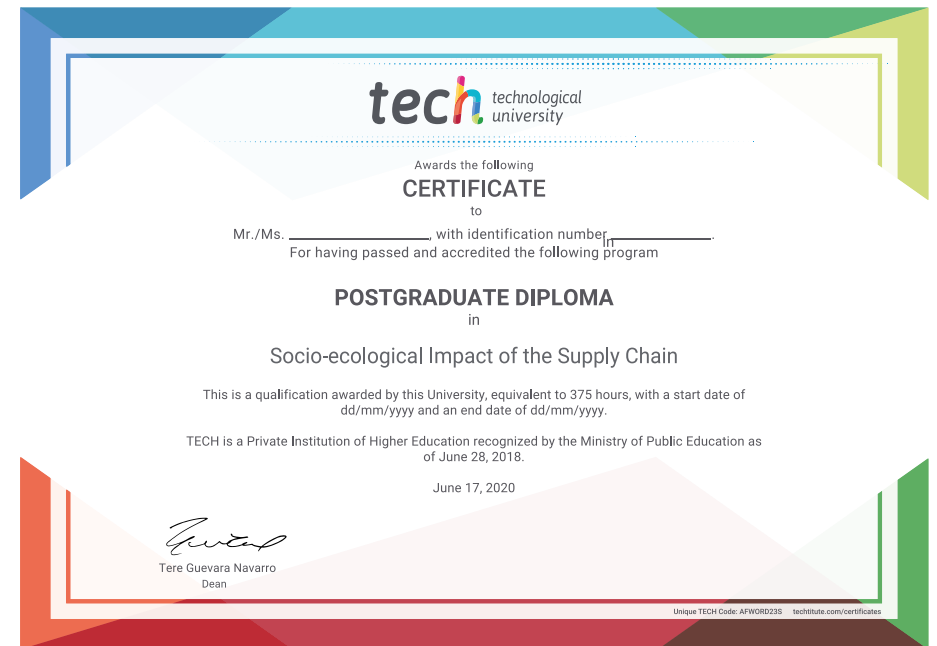 tech technological
university
Awards the following
CERTIFICATE
to
Mr./Ms. ____________________, with identification number ______________.
In
For having passed and accredited the following program
POSTGRADUATE DIPLOMA
in
Socio-ecological Impact of the Supply Chain
This is a qualification awarded by this University, equivalent to 375 hours, with a start date of
dd/mm/yyyy and an end date of dd/mm/yyyy.
TECH is a Private Institution of Higher Education recognized by the Ministry of Public Education as
of June 28, 2018.
June 17, 2020
Tere Guevara Navarro
Dean
Unique TECH Code: AFWORD23S techtitute.com/certificates